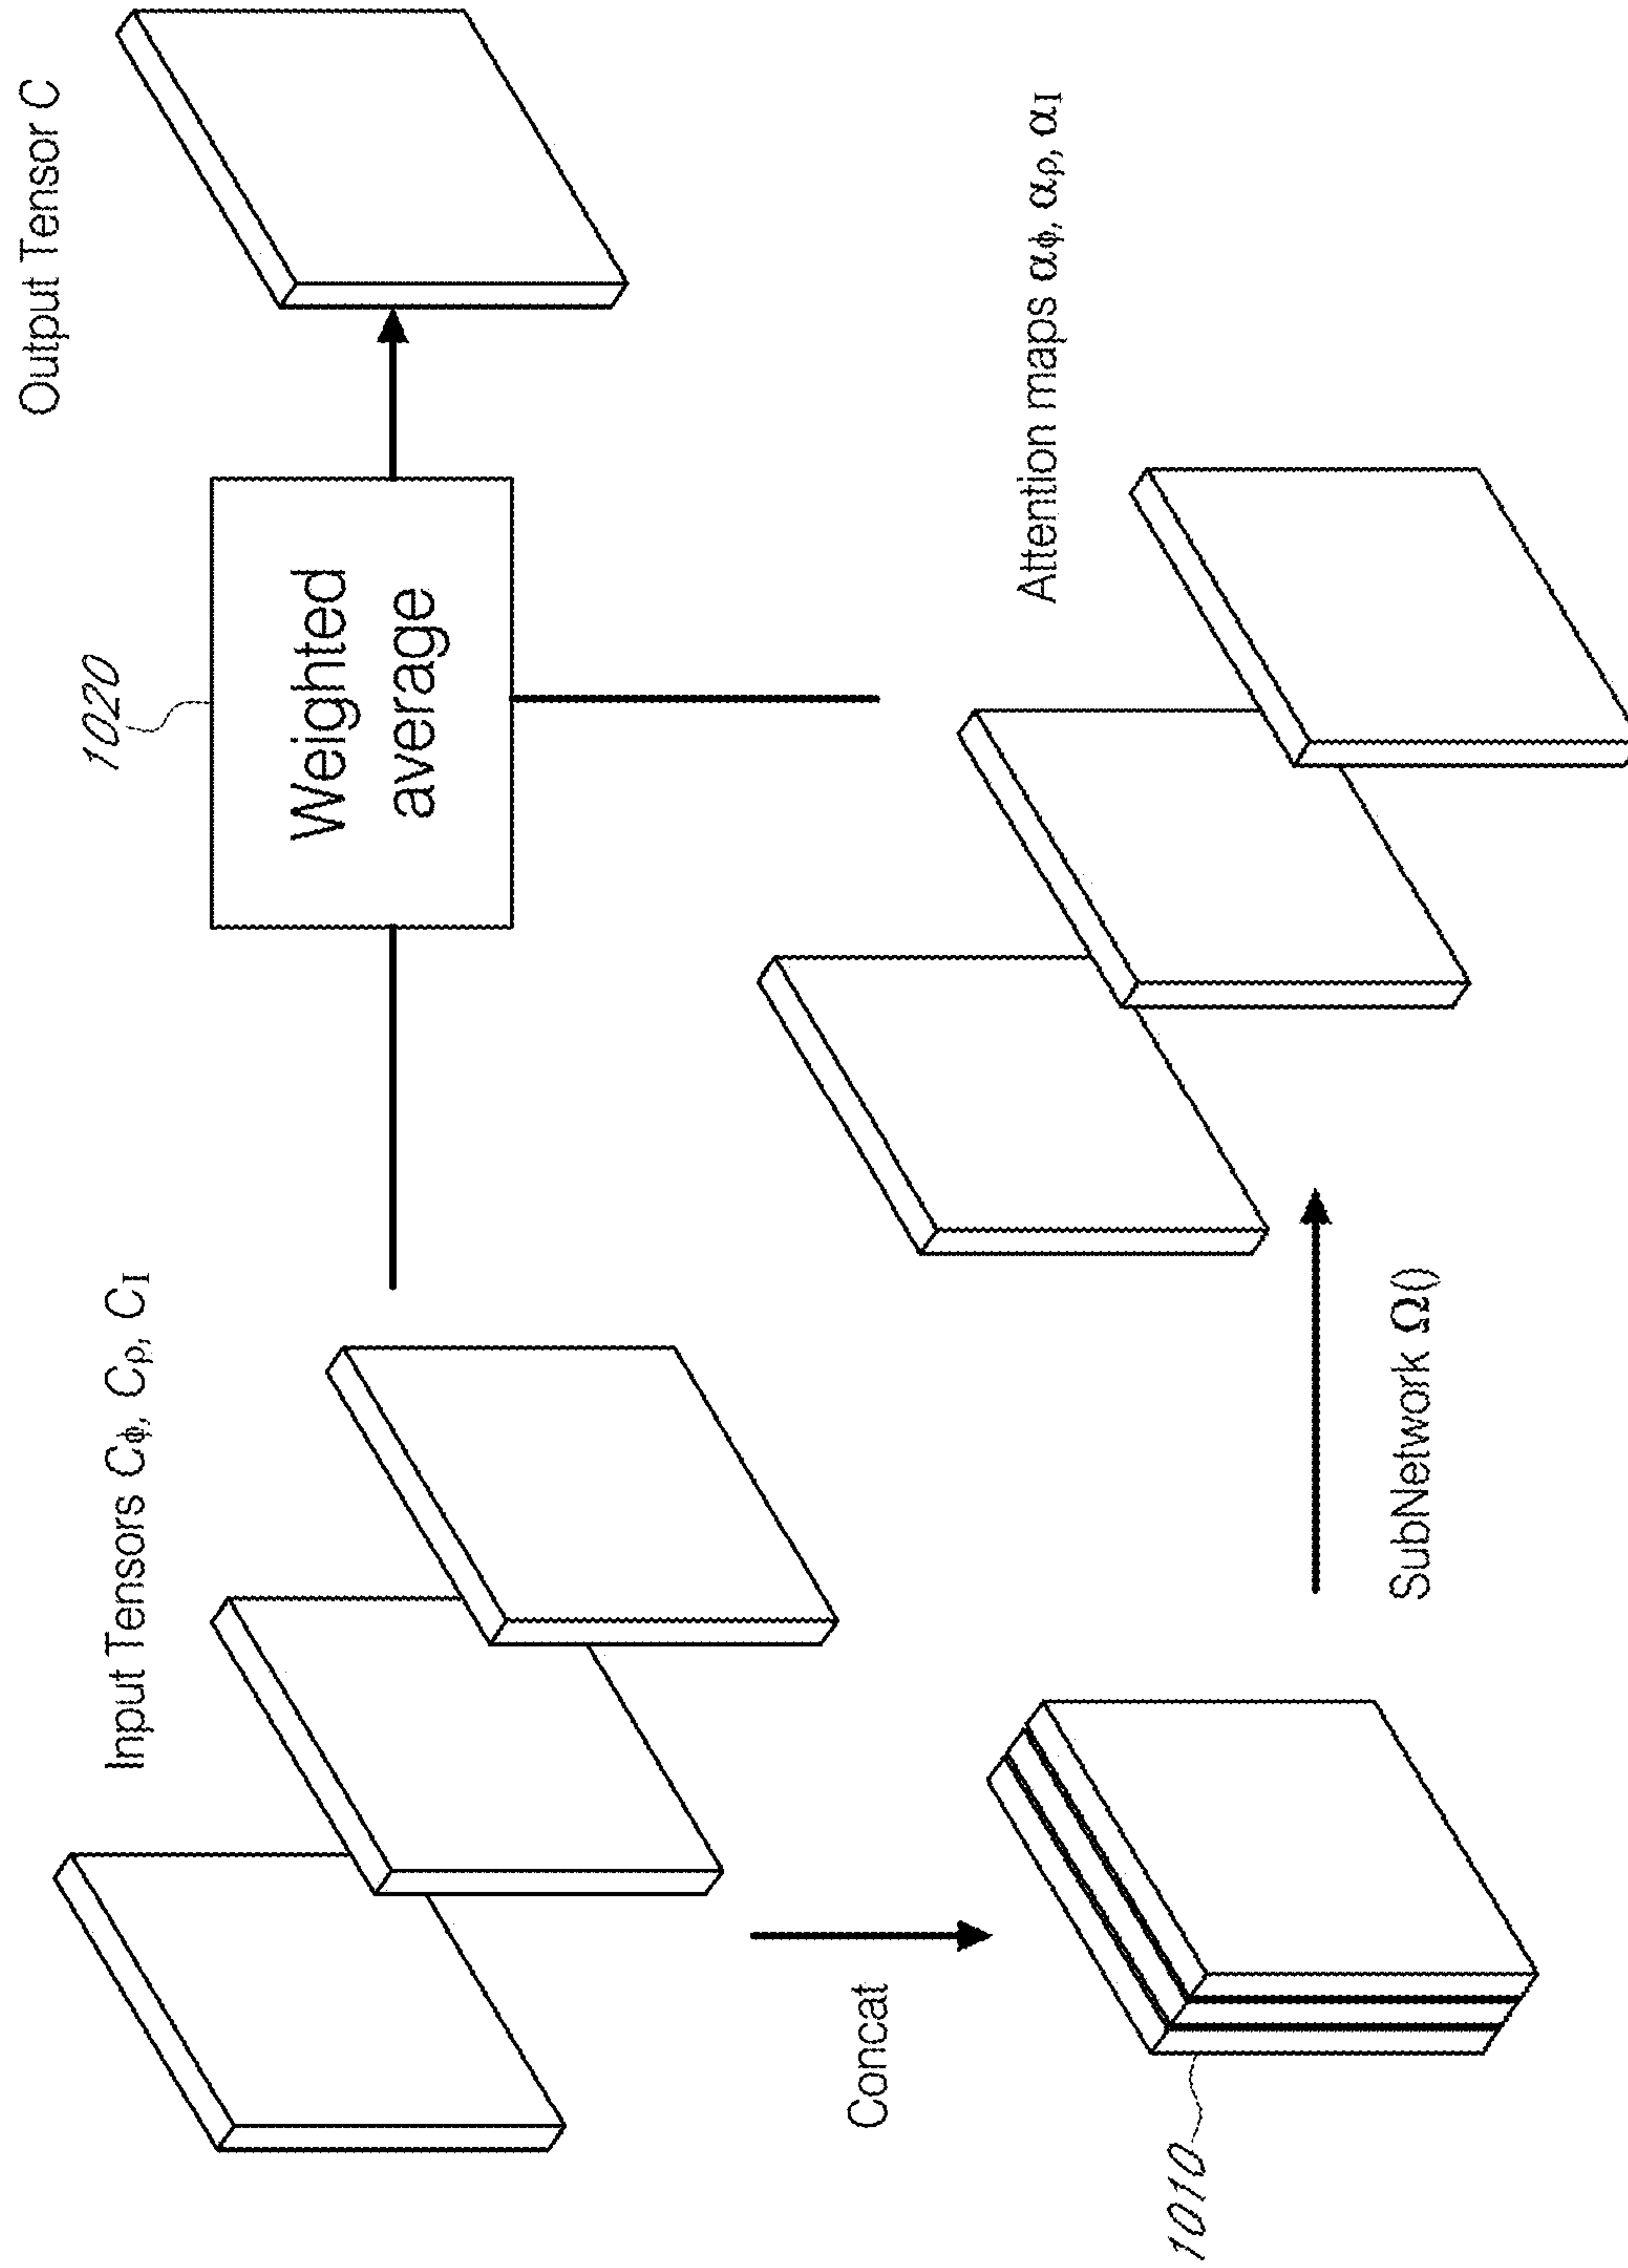 Input Tensors Cϕ, Cρ, CI
1020
Weighted
average
Output Tensor C
Concat
1010
SubNetwork Ω()
Attention maps αϕ, αρ, αI